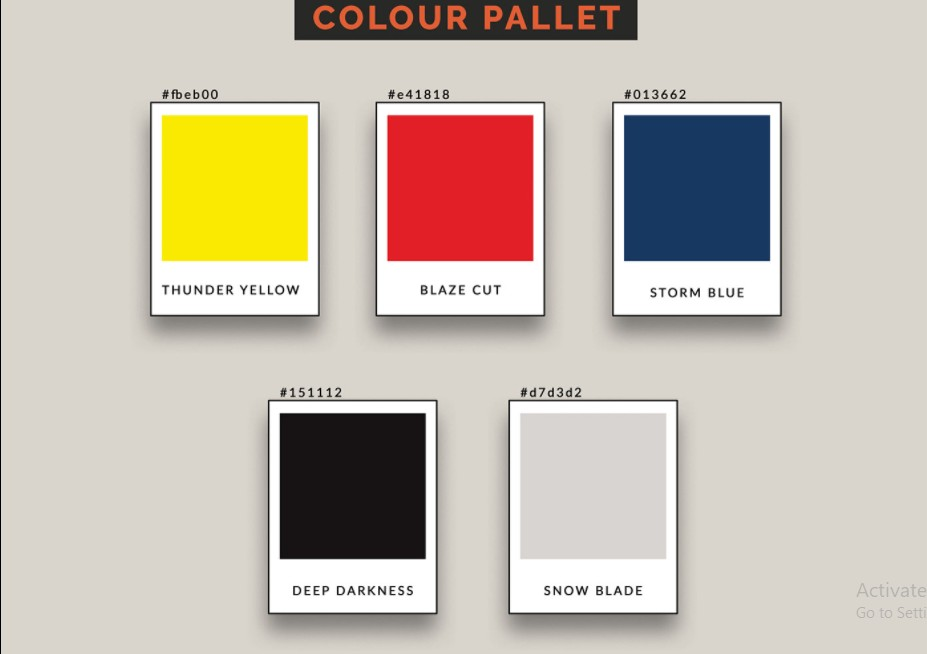 COLOUR PALLET
#fbeb00
#e41818
#013662
THUNDER YELLOW
BLAZE CUT
STORM BLUE
#151112
#d7d3d2
DEEP DARKNESS
SNOW BLADE
Activate
Go to Setti